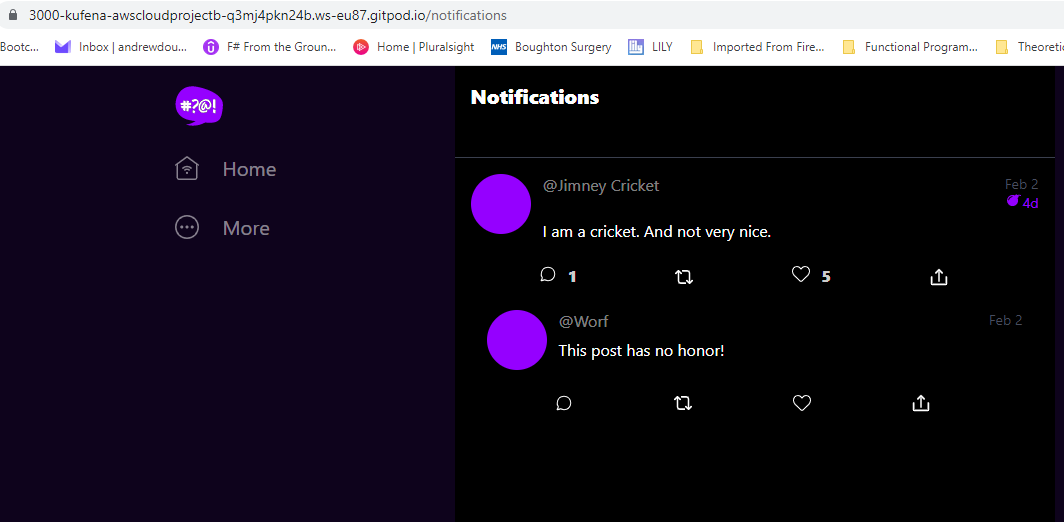 3000-kufena-awscloudprojectb-q3mj4pkn24b.ws-eu87.gitpod.io/notifications
Bootc... Inbox | andrewdou... F# From the Groun... Home | Pluralsight NHS Boughton Surgery LILY Imported From Fire... Functional Program... Theoreti
#?@!
Notifications
Home
More
@Jimney Cricket Feb 2
4d
I am a cricket. And not very nice.
1 5
@Worf Feb 2
This post has no honor!